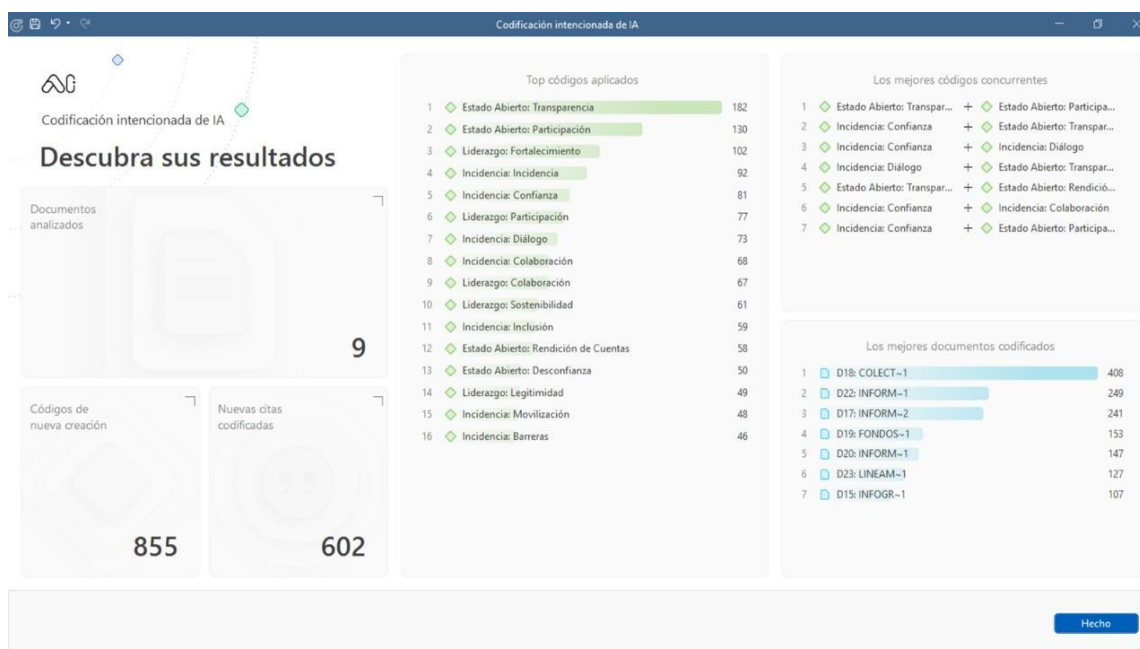 Codificación intencionada de IA
Codificación intencionada de IA
Descubra sus resultados
Documentos
analizados
9
Códigos de
nueva creación
855
Nuevas citas
codificadas
602
Top códigos aplicados
1 Estado Abierto: Transparencia 182
2 Estado Abierto: Participación 130
3 Liderazgo: Fortalecimiento 102
4 Incidencia: Incidencia 92
5 Incidencia: Confianza 81
6 Liderazgo: Participación 77
7 Incidencia: Diálogo 73
8 Incidencia: Colaboración 68
9 Liderazgo: Colaboración 67
10 Liderazgo: Sostenibilidad 61
11 Incidencia: Inclusión 59
12 Estado Abierto: Rendición de Cuentas 58
13 Estado Abierto: Desconfianza 50
14 Liderazgo: Legitimidad 49
15 Incidencia: Movilización 48
16 Incidencia: Barreras 46
Los mejores códigos concurrentes
1 Estado Abierto: Transpar... + Estado Abierto: Participa...
2 Incidencia: Confianza + Estado Abierto: Transpar...
3 Incidencia: Confianza + Incidencia: Diálogo
4 Incidencia: Diálogo + Estado Abierto: Transpar...
5 Estado Abierto: Transpar... + Estado Abierto: Rendició...
6 Incidencia: Confianza + Incidencia: Colaboración
7 Incidencia: Confianza + Estado Abierto: Participa...
Los mejores documentos codificados
1 D18: COLECT~1 408
2 D22: INFORM~1 249
3 D17: INFORM~2 241
4 D19: FONDOS~1 153
5 D20: INFORM~1 147
6 D23: LINEAM~1 127
7 D15: INFOGR~1 107
Hecho